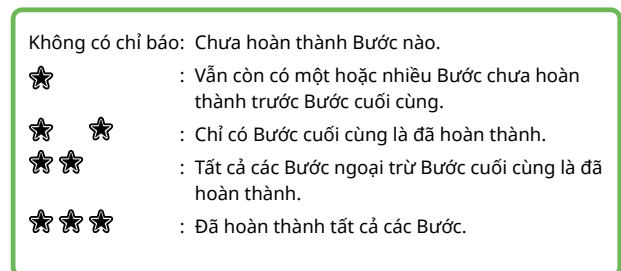 Không có chỉ báo: Chưa hoàn thành Bước nào.
: Vẫn còn có một hoặc nhiều Bước chưa hoàn
thành trước Bước cuối cùng.
: Chỉ có Bước cuối cùng là đã hoàn thành.
: Tất cả các Bước ngoại trừ Bước cuối cùng là đã
hoàn thành.
: Đã hoàn thành tất cả các Bước.